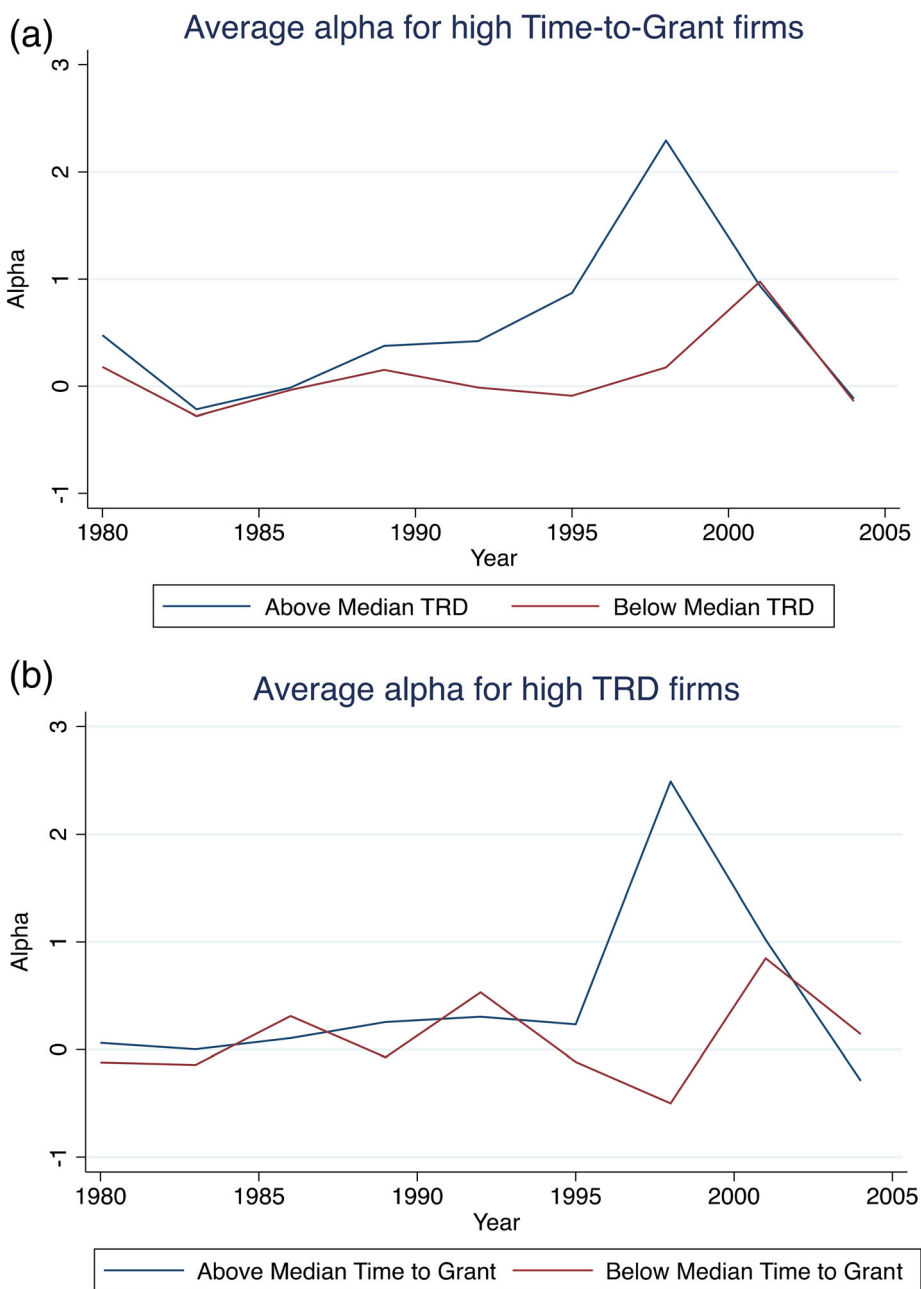 (a)
Average alpha for high Time-to-Grant firms
3
2
1
0
-1
Alpha
1980 1985 1990 1995 2000 2005
Year
Above Median TRD Below Median TRD
(b)
Average alpha for high TRD firms
3
2
1
0
-1
Alpha
1980 1985 1990 1995 2000 2005
Year
Above Median Time to Grant Below Median Time to Grant